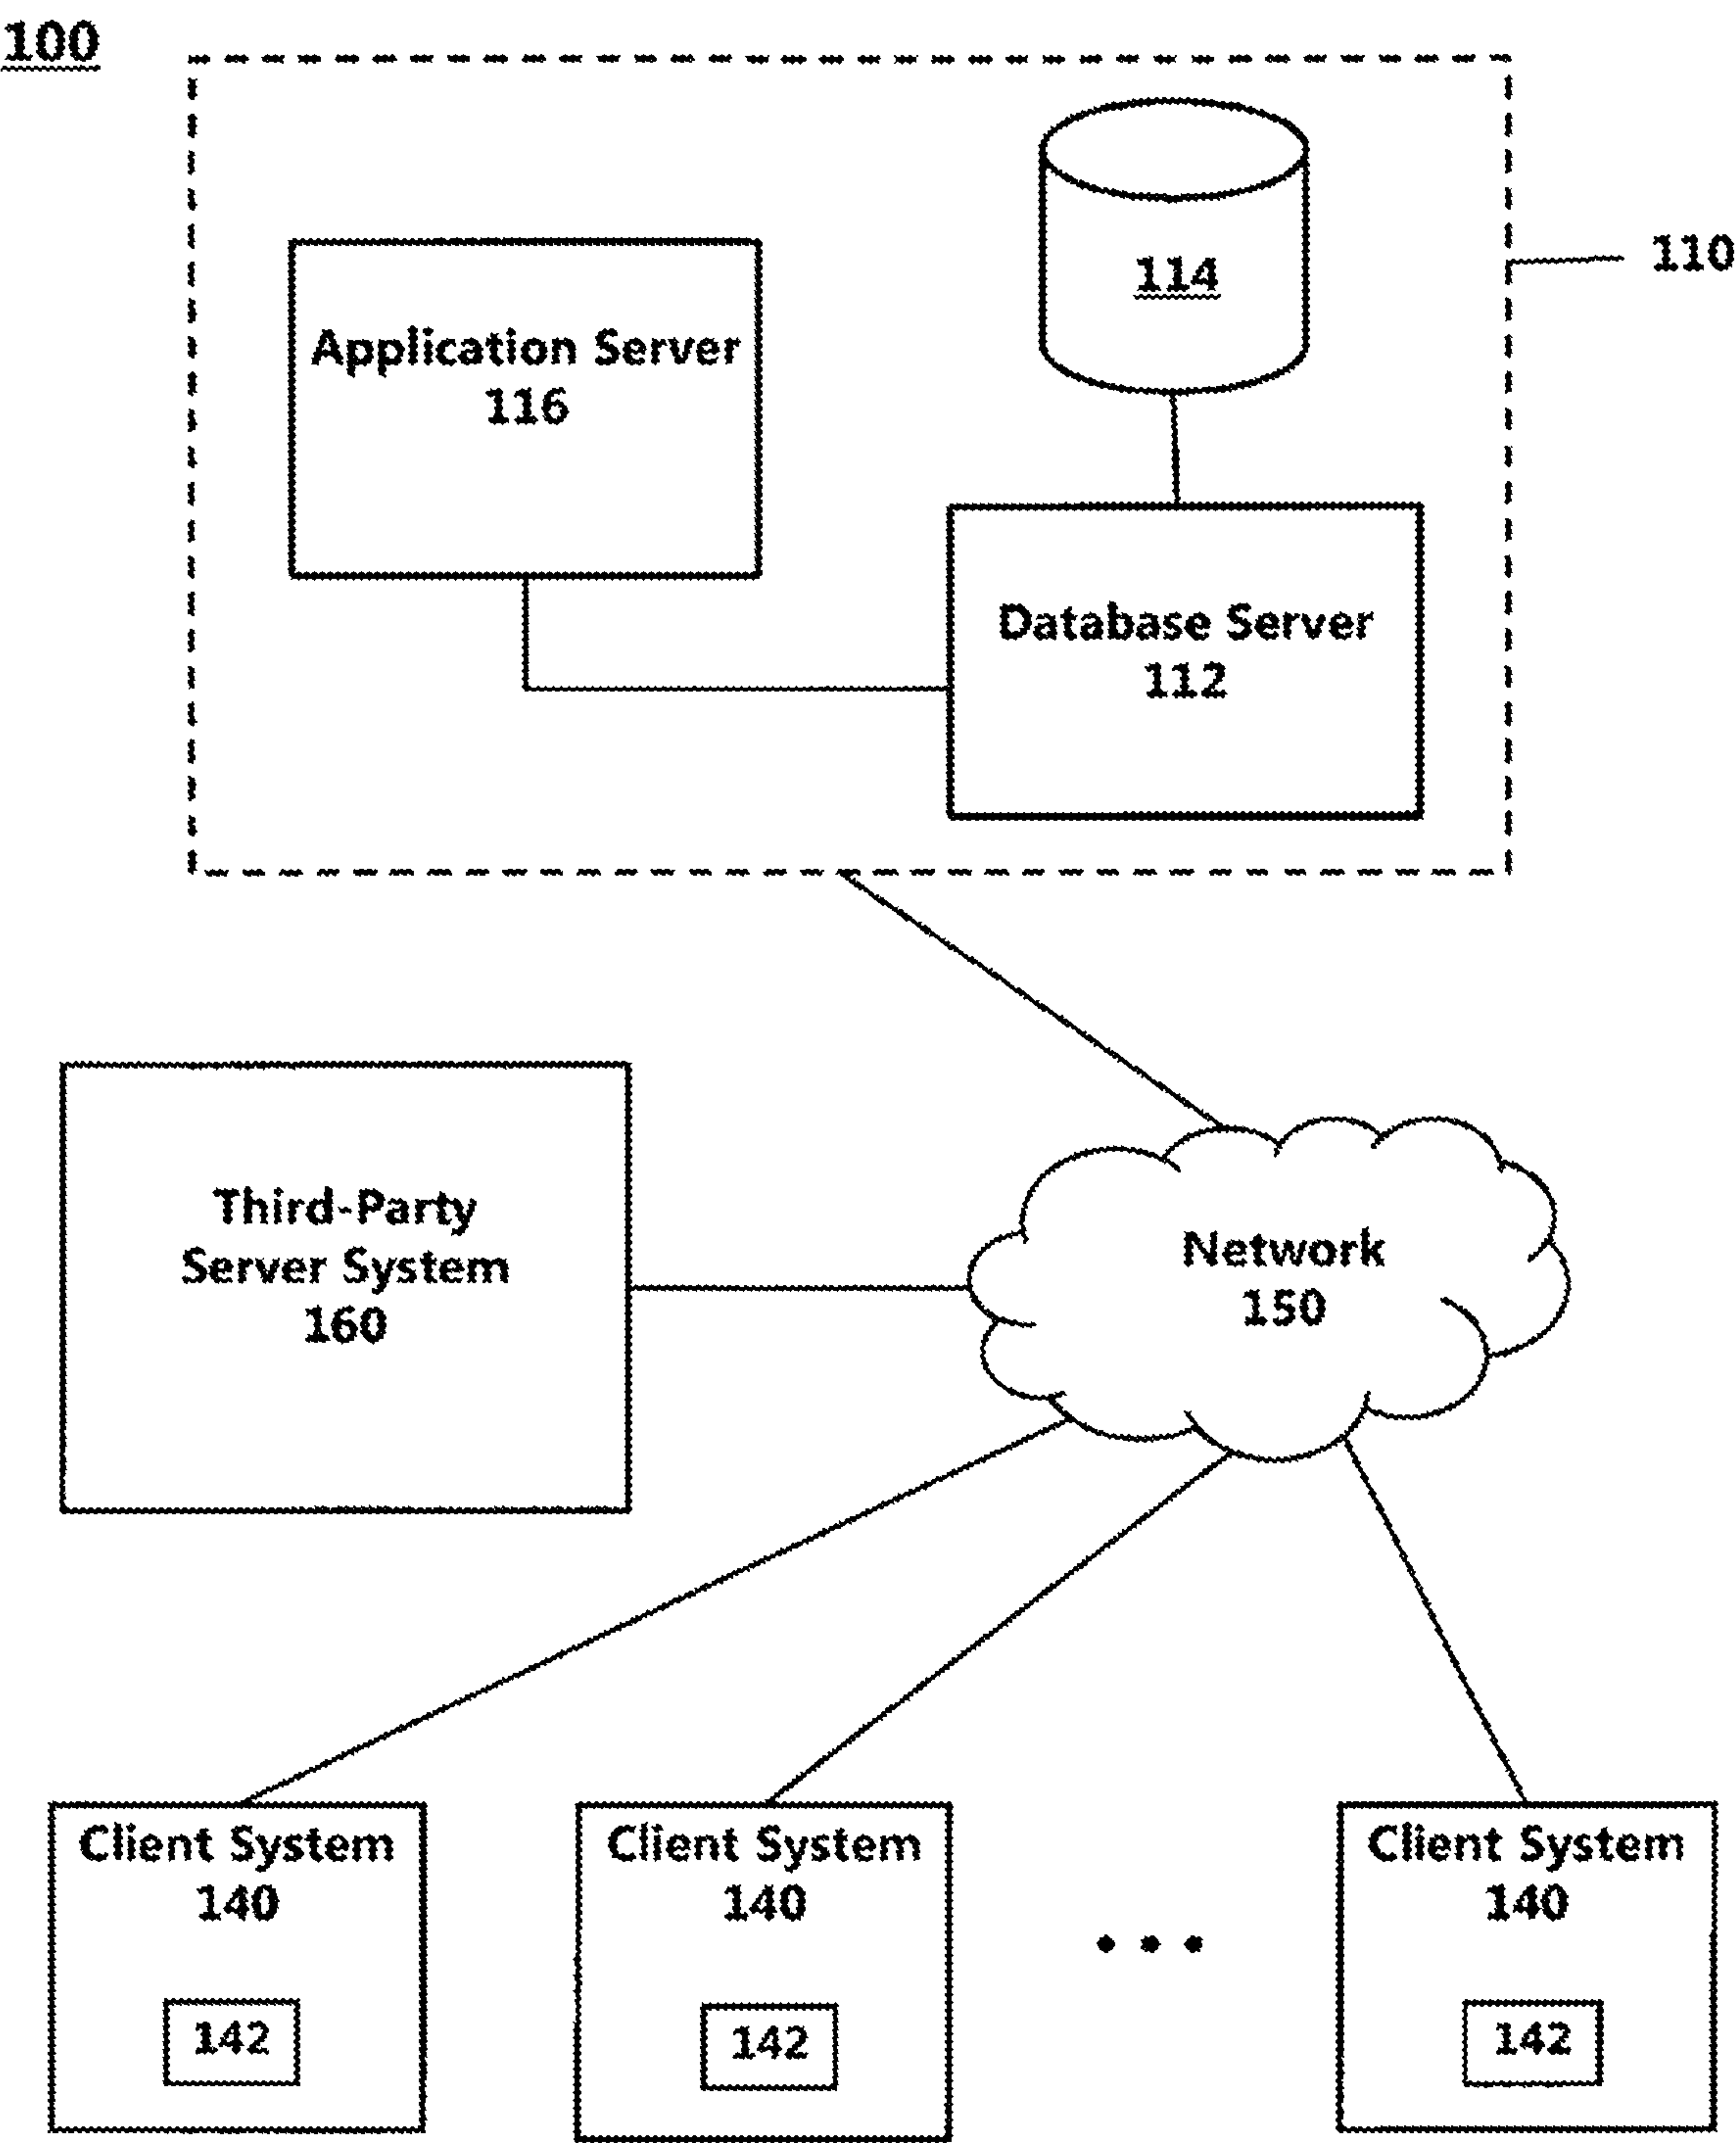 100
110
114
Application Server
116
Database Server
112
Third-Party
Server System
160
Network
150
Client System
140
142
Client System
140
142
Client System
140
142